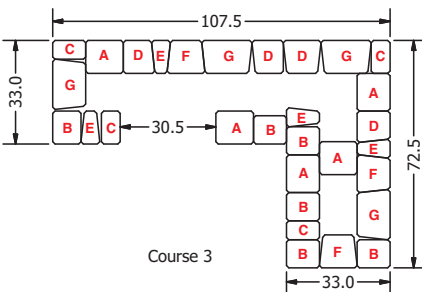 107.5
C A D E F G D D G C
33.0
G A
B E C 30.5 A B E D
B E
72.5
A A F
B G
C
B F B
Course 3
33.0